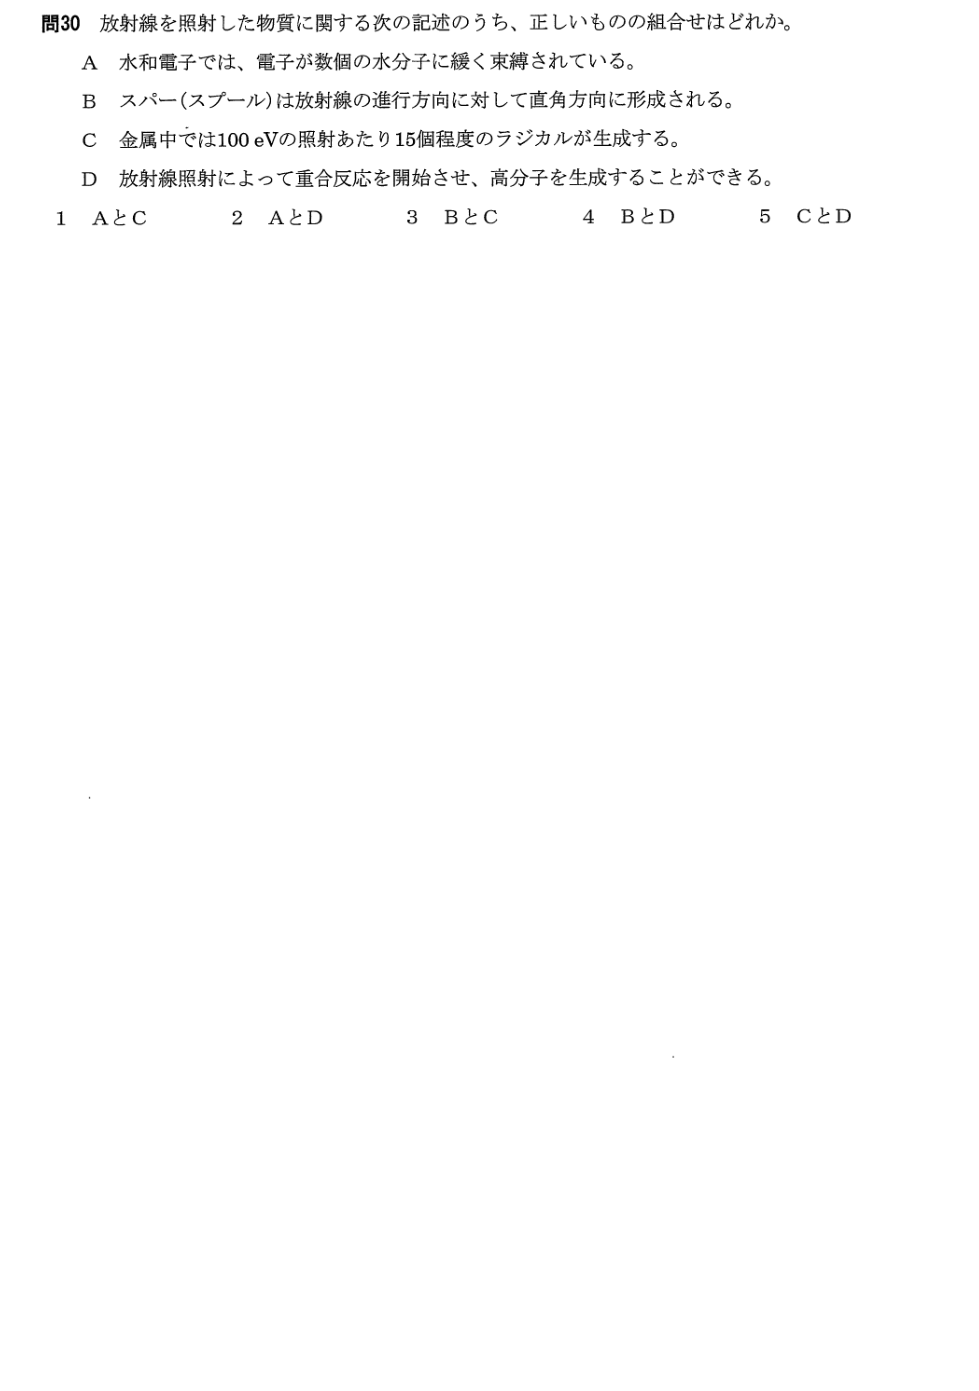 問30 放射線を照射した物質に関する次の記述のうち、正しいものの組合せはどれか。
A 水和電子では、電子が数個の水分子に緩く束縛されている。
B スパー(スプール)は放射線の進行方向に対して直角方向に形成される。
C 金属中では100 eVの照射あたり15個程度のラジカルが生成する。
D 放射線照射によって重合反応を開始させ、高分子を生成することができる。
1 AとC 2 AとD 3 BとC 4 BとD 5 CとD